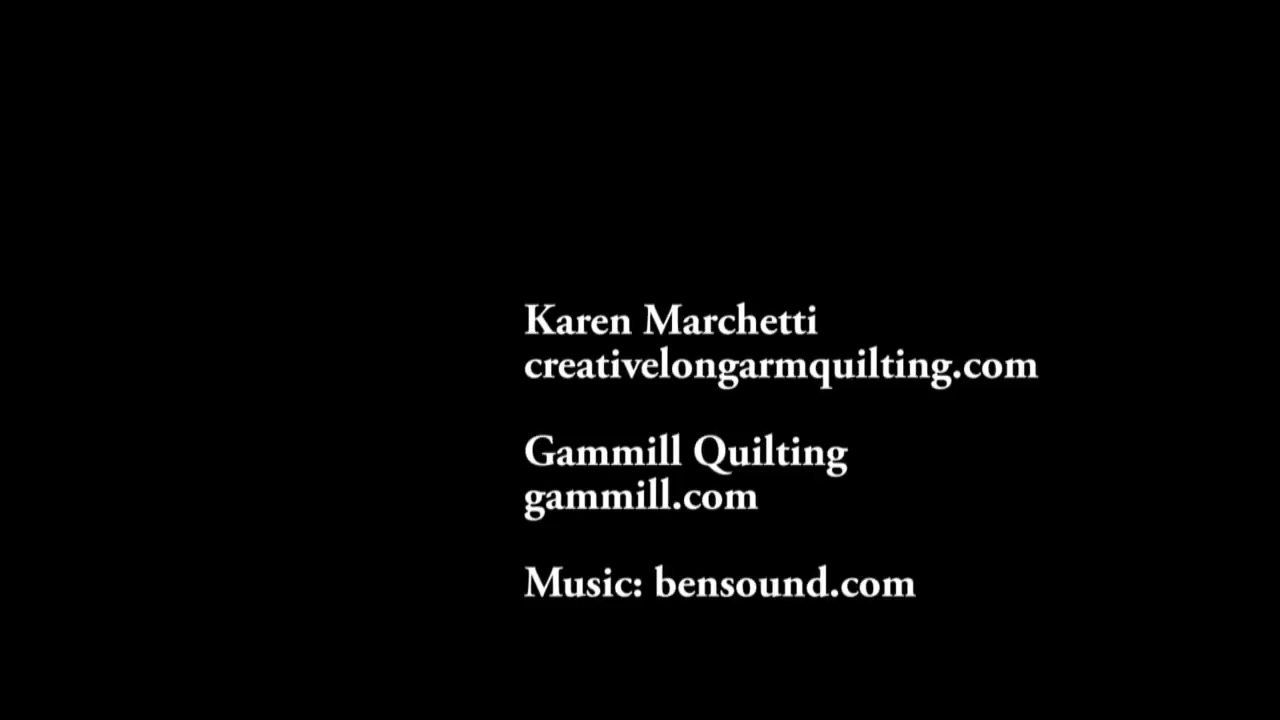 Karen Marchetti
creativelongarmquilting.com
Gammill Quilting
gammill.com
Music: bensound.com